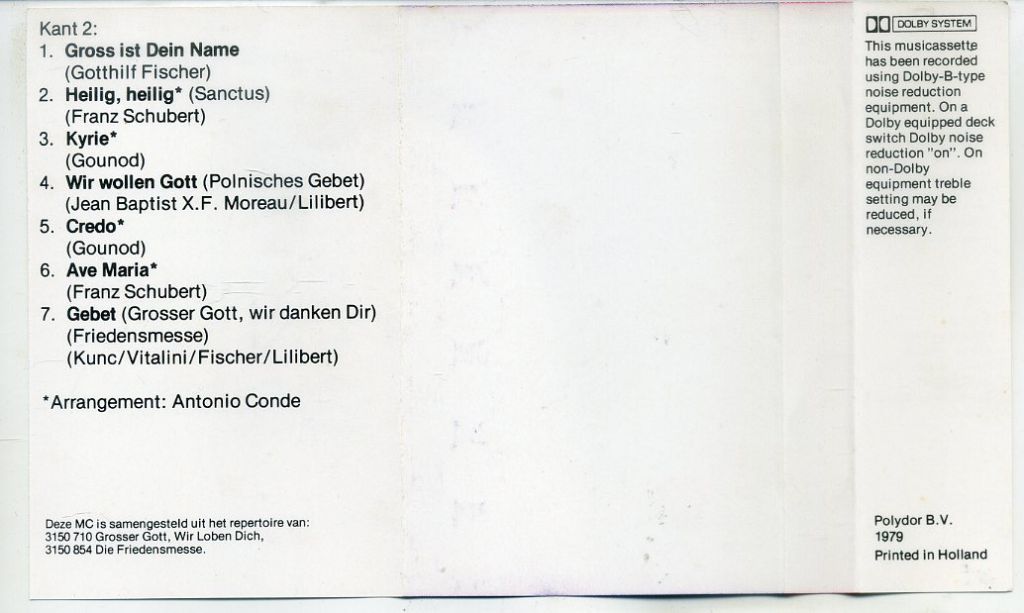 Kant 2:
1. Gross ist Dein Name
(Gotthilf Fischer)
2. Heilig, heilig* (Sanctus)
(Franz Schubert)
3. Kyrie*
(Gounod)
4. Wir wollen Gott (Polnisches Gebet)
(Jean Baptist X.F. Moreau/Lilibert)
5. Credo*
(Gounod)
6. Ave Maria*
(Franz Schubert)
7. Gebet (Grosser Gott, wir danken Dir)
(Friedensmesse)
(Kunc/Vitalini/Fischer/Lilibert)
*Arrangement: Antonio Conde
Deze MC is samengesteld uit het repertoire van:
3150 710 Grosser Gott, Wir Loben Dich,
3150 854 Die Friedensmesse.
DOLBY SYSTEM
This musicassette
has been recorded
using Dolby-B-type
noise reduction
equipment. On a
Dolby equipped deck
switch Dolby noise
reduction "on". On
non-Dolby
equipment treble
setting may be
reduced, if
necessary.
Polydor B.V.
1979
Printed in Holland